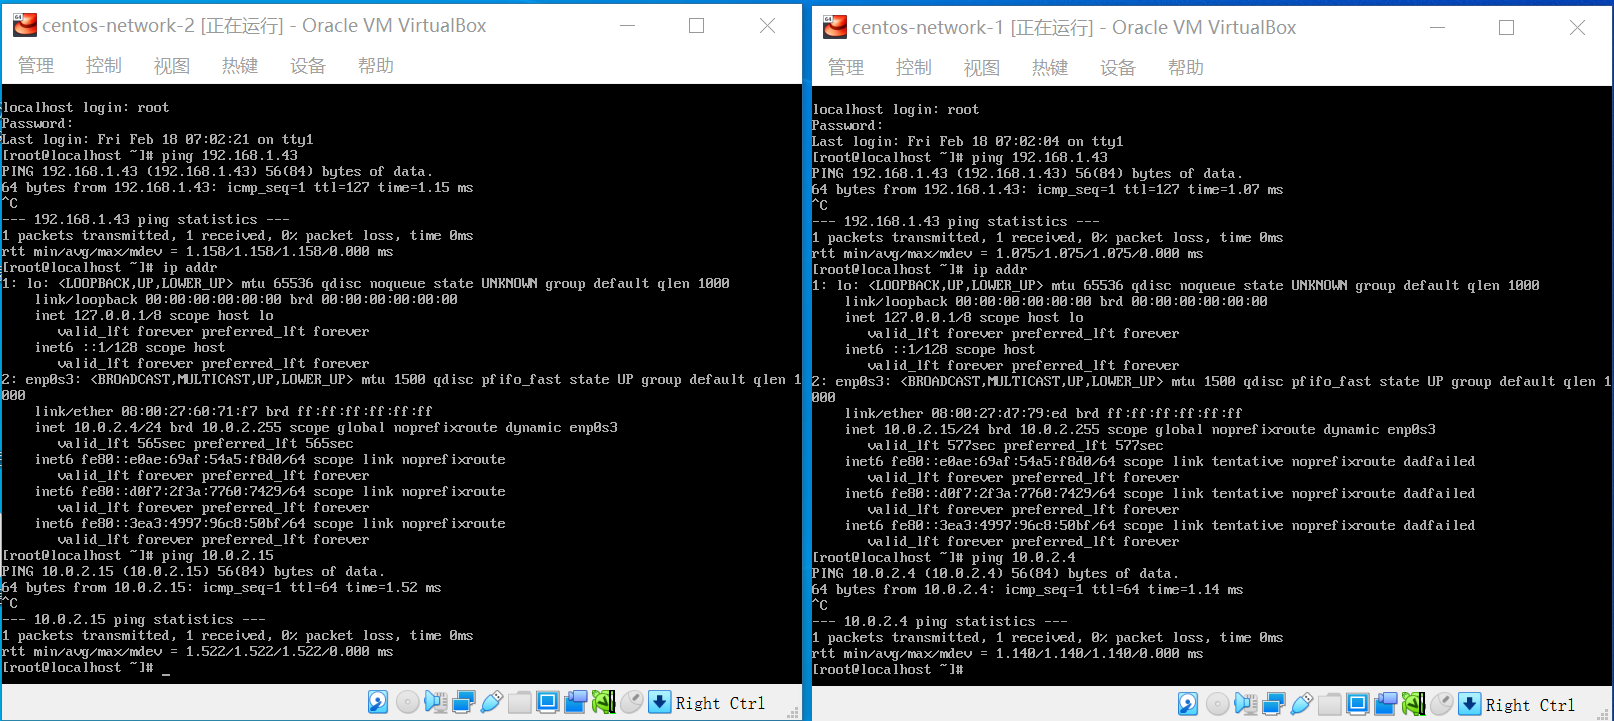 centos-network-2 [正在运行] - Oracle VM VirtualBox
管理 控制 视图 热键 设备 帮助
localhost login: root
Password:
Last login: Fri Feb 18 07:02:21 on tty1
[root@localhost ~]# ping 192.168.1.43
PING 192.168.1.43 (192.168.1.43) 56(84) bytes of data.
64 bytes from 192.168.1.43: icmp_seq=1 ttl=127 time=1.15 ms
^C
--- 192.168.1.43 ping statistics ---
1 packets transmitted, 1 received, 0% packet loss, time 0ms
rtt min/avg/max/mdev = 1.158/1.158/1.158/0.000 ms
[root@localhost ~]# ip addr
1: lo: <LOOPBACK,UP,LOWER_UP> mtu 65536 qdisc noqueue state UNKNOWN group default qlen 1000
    link/loopback 00:00:00:00:00:00 brd 00:00:00:00:00:00
    inet 127.0.0.1/8 scope host lo
       valid_lft forever preferred_lft forever
    inet6 ::1/128 scope host
       valid_lft forever preferred_lft forever
2: enp0s3: <BROADCAST,MULTICAST,UP,LOWER_UP> mtu 1500 qdisc pfifo_fast state UP group default qlen 1
000
    link/ether 08:00:27:60:71:f7 brd ff:ff:ff:ff:ff:ff
    inet 10.0.2.4/24 brd 10.0.2.255 scope global noprefixroute dynamic enp0s3
       valid_lft 565sec preferred_lft 565sec
    inet6 fe80::e0ae:69af:54a5:f8d0/64 scope link noprefixroute
       valid_lft forever preferred_lft forever
    inet6 fe80::d0f7:2f3a:7760:7429/64 scope link noprefixroute
       valid_lft forever preferred_lft forever
    inet6 fe80::3ea3:4997:96c8:50bf/64 scope link noprefixroute
       valid_lft forever preferred_lft forever
[root@localhost ~]# ping 10.0.2.15
PING 10.0.2.15 (10.0.2.15) 56(84) bytes of data.
64 bytes from 10.0.2.15: icmp_seq=1 ttl=64 time=1.52 ms
^C
--- 10.0.2.15 ping statistics ---
1 packets transmitted, 1 received, 0% packet loss, time 0ms
rtt min/avg/max/mdev = 1.522/1.522/1.522/0.000 ms
[root@localhost ~]# _
Right Ctrl
centos-network-1 [正在运行] - Oracle VM VirtualBox
管理 控制 视图 热键 设备 帮助
localhost login: root
Password:
Last login: Fri Feb 18 07:02:04 on tty1
[root@localhost ~]# ping 192.168.1.43
PING 192.168.1.43 (192.168.1.43) 56(84) bytes of data.
64 bytes from 192.168.1.43: icmp_seq=1 ttl=127 time=1.07 ms
^C
--- 192.168.1.43 ping statistics ---
1 packets transmitted, 1 received, 0% packet loss, time 0ms
rtt min/avg/max/mdev = 1.075/1.075/1.075/0.000 ms
[root@localhost ~]# ip addr
1: lo: <LOOPBACK,UP,LOWER_UP> mtu 65536 qdisc noqueue state UNKNOWN group default qlen 1000
    link/loopback 00:00:00:00:00:00 brd 00:00:00:00:00:00
    inet 127.0.0.1/8 scope host lo
       valid_lft forever preferred_lft forever
    inet6 ::1/128 scope host
       valid_lft forever preferred_lft forever
2: enp0s3: <BROADCAST,MULTICAST,UP,LOWER_UP> mtu 1500 qdisc pfifo_fast state UP group default qlen 1
000
    link/ether 08:00:27:d7:79:ed brd ff:ff:ff:ff:ff:ff
    inet 10.0.2.15/24 brd 10.0.2.255 scope global noprefixroute dynamic enp0s3
       valid_lft 577sec preferred_lft 577sec
    inet6 fe80::e0ae:69af:54a5:f8d0/64 scope link tentative noprefixroute dadfailed
       valid_lft forever preferred_lft forever
    inet6 fe80::d0f7:2f3a:7760:7429/64 scope link tentative noprefixroute dadfailed
       valid_lft forever preferred_lft forever
    inet6 fe80::3ea3:4997:96c8:50bf/64 scope link tentative noprefixroute dadfailed
       valid_lft forever preferred_lft forever
[root@localhost ~]# ping 10.0.2.4
PING 10.0.2.4 (10.0.2.4) 56(84) bytes of data.
64 bytes from 10.0.2.4: icmp_seq=1 ttl=64 time=1.14 ms
^C
--- 10.0.2.4 ping statistics ---
1 packets transmitted, 1 received, 0% packet loss, time 0ms
rtt min/avg/max/mdev = 1.140/1.140/1.140/0.000 ms
[root@localhost ~]#
Right Ctrl